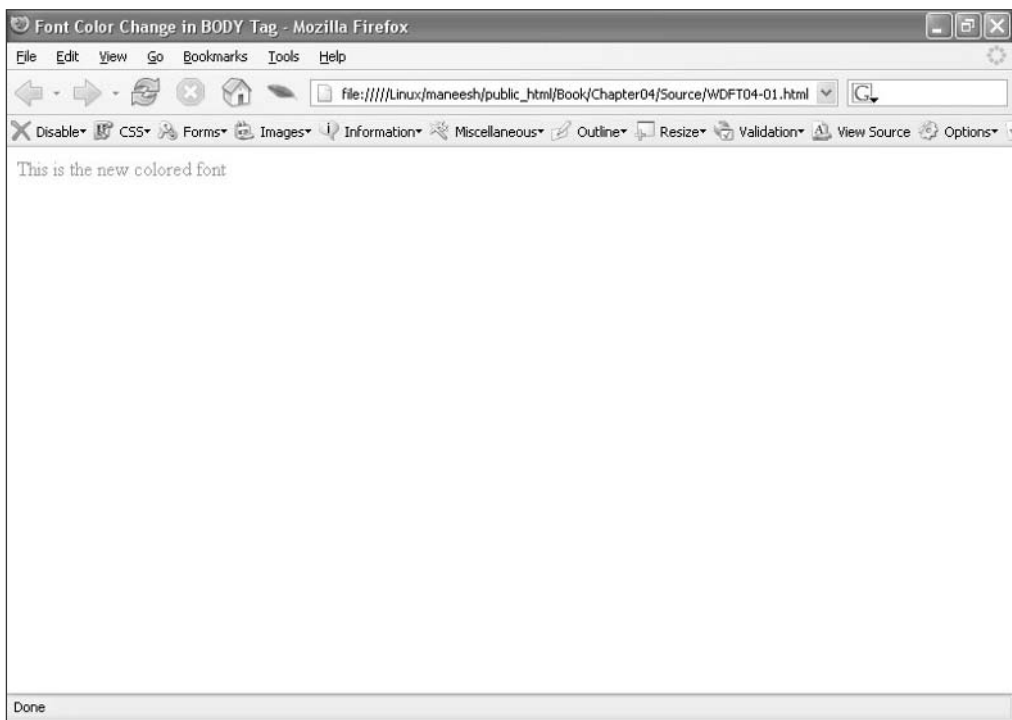 Font Color Change in BODY Tag - Mozilla Firefox
File Edit View Go Bookmarks Tools Help
file://///Linux/maneesh/public_html/Book/Chapter04/Source/WDFT04-01.html G
Disable CSS Forms Images Information Miscellaneous Outline Resize Validation View Source Options
This is the new colored font
Done